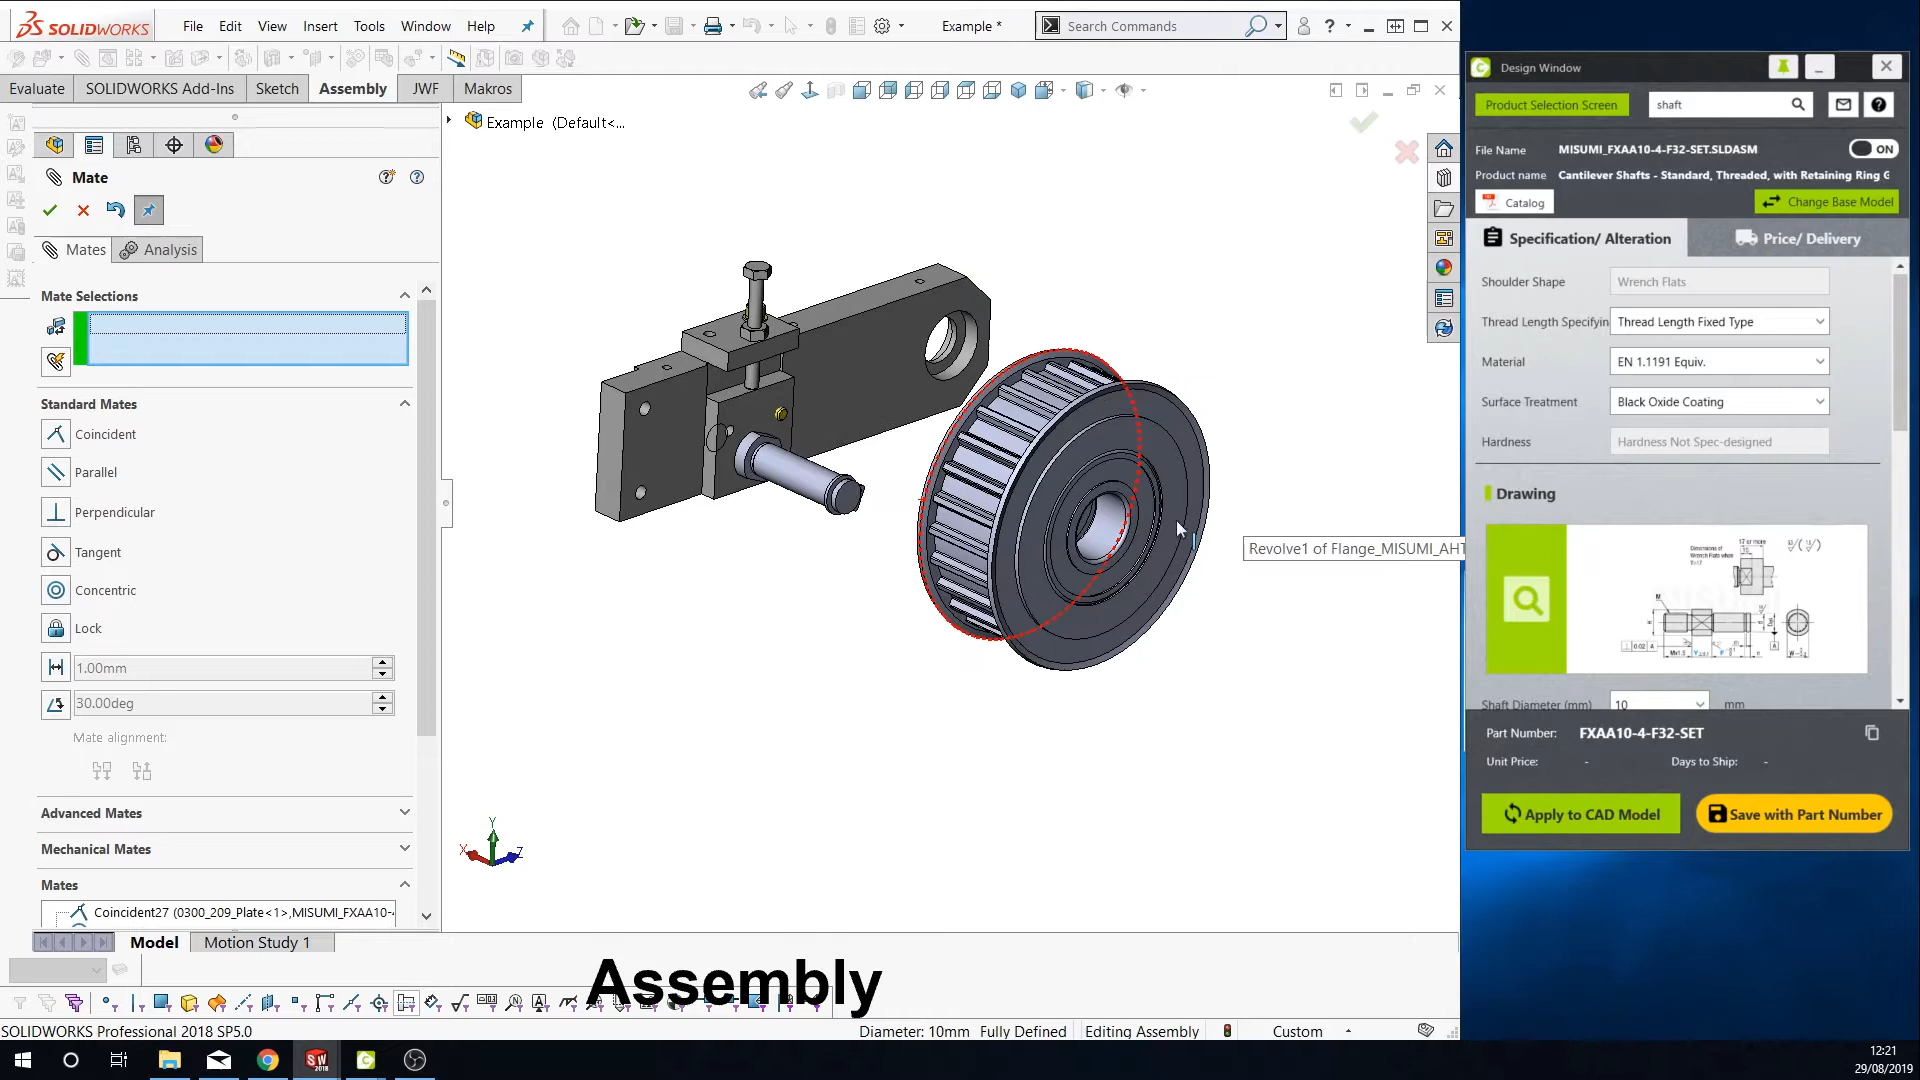 SOLIDWORKS
File
Edit
View
Insert
Tools
Window
Help
Example *
Search Commands
Evaluate
SOLIDWORKS Add-Ins
Sketch
Assembly
JWF
Makros
Example (Default<...
Mate
Mates
Analysis
Mate Selections
Standard Mates
Coincident
Parallel
Perpendicular
Tangent
Concentric
Lock
1.00mm
30.00deg
Mate alignment:
Advanced Mates
Mechanical Mates
Mates
Coincident27 (0300_209_Plate<1>,MISUMI_FXAA10-
Revolve1 of Flange_MISUMI_AHT
Y
X
Z
Model
Motion Study 1
Assembly
SOLIDWORKS Professional 2018 SP5.0
Diameter: 10mm
Fully Defined
Editing Assembly
Custom
Design Window
Product Selection Screen
shaft
File Name
MISUMI_FXAA10-4-F32-SET.SLDASM
ON
Product name
Cantilever Shafts - Standard, Threaded, with Retaining Ring G
Catalog
Change Base Model
Specification/ Alteration
Price/ Delivery
Shoulder Shape
Wrench Flats
Thread Length Specifyin
Thread Length Fixed Type
Material
EN 1.1191 Equiv.
Surface Treatment
Black Oxide Coating
Hardness
Hardness Not Spec-designed
Drawing
Shaft Diameter (mm)
10
mm
Part Number:
FXAA10-4-F32-SET
Unit Price:
-
Days to Ship:
-
Apply to CAD Model
Save with Part Number
12:21
29/08/2019